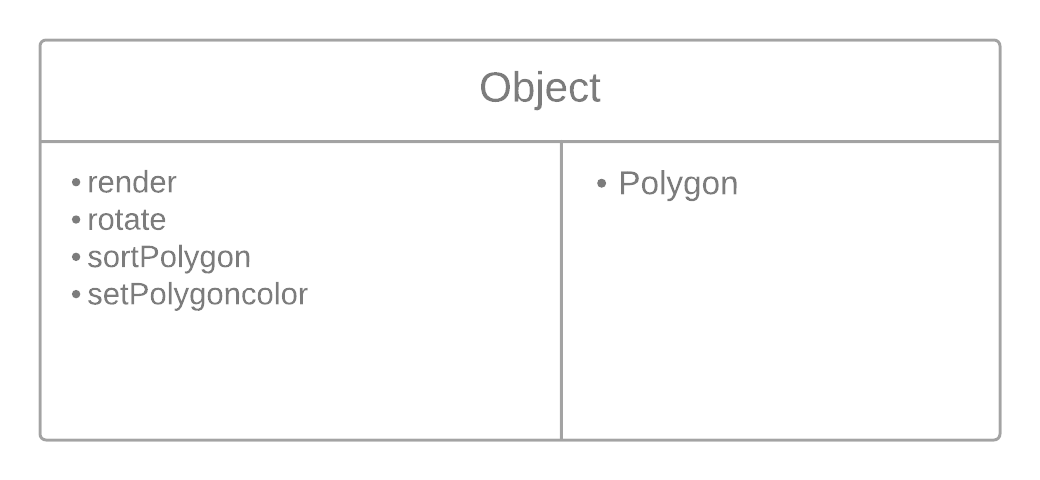 Object
• render
• rotate
• sortPolygon
• setPolygoncolor
• Polygon